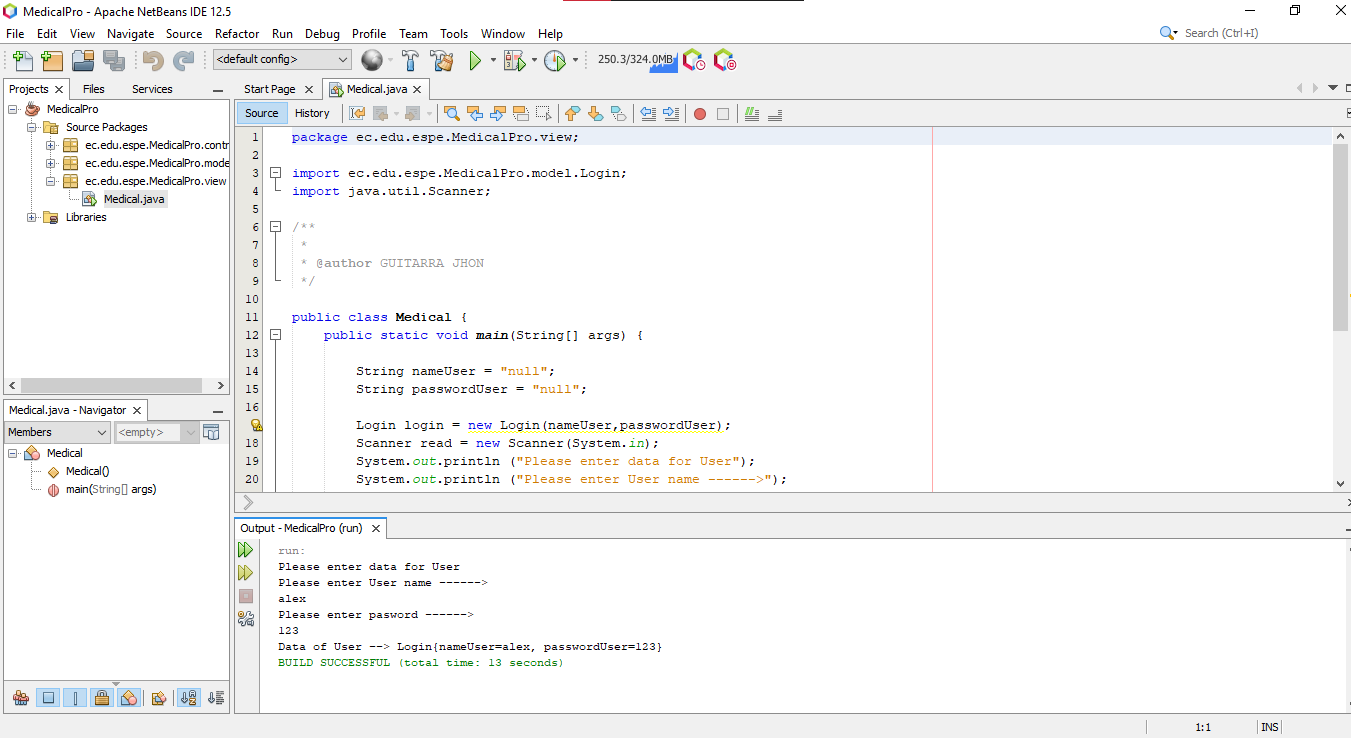 MedicalPro - Apache NetBeans IDE 12.5
File Edit View Navigate Source Refactor Run Debug Profile Team Tools Window Help
Search (Ctrl+I)
<default config>
250.3/324.0MB
Projects Files Services
Start Page Medical.java
MedicalPro
Source Packages
ec.edu.espe.MedicalPro.contr
ec.edu.espe.MedicalPro.mode
ec.edu.espe.MedicalPro.view
Medical.java
Libraries
Medical.java - Navigator
Members <empty>
Medical
Medical()
main(String[] args)
Source History
1 package ec.edu.espe.MedicalPro.view;
2
3 import ec.edu.espe.MedicalPro.model.Login;
4 import java.util.Scanner;
5
6 /**
7 *
8 * @author GUITARRA JHON
9 */
10
11 public class Medical {
12 public static void main(String[] args) {
13
14 String nameUser = "null";
15 String passwordUser = "null";
16
Login login = new Login(nameUser,passwordUser);
18 Scanner read = new Scanner(System.in);
19 System.out.println ("Please enter data for User");
20 System.out.println ("Please enter User name ------>");
Output - MedicalPro (run)
run:
Please enter data for User
Please enter User name ------>
alex
Please enter pasword ------>
123
Data of User --> Login{nameUser=alex, passwordUser=123}
BUILD SUCCESSFUL (total time: 13 seconds)
1:1 INS